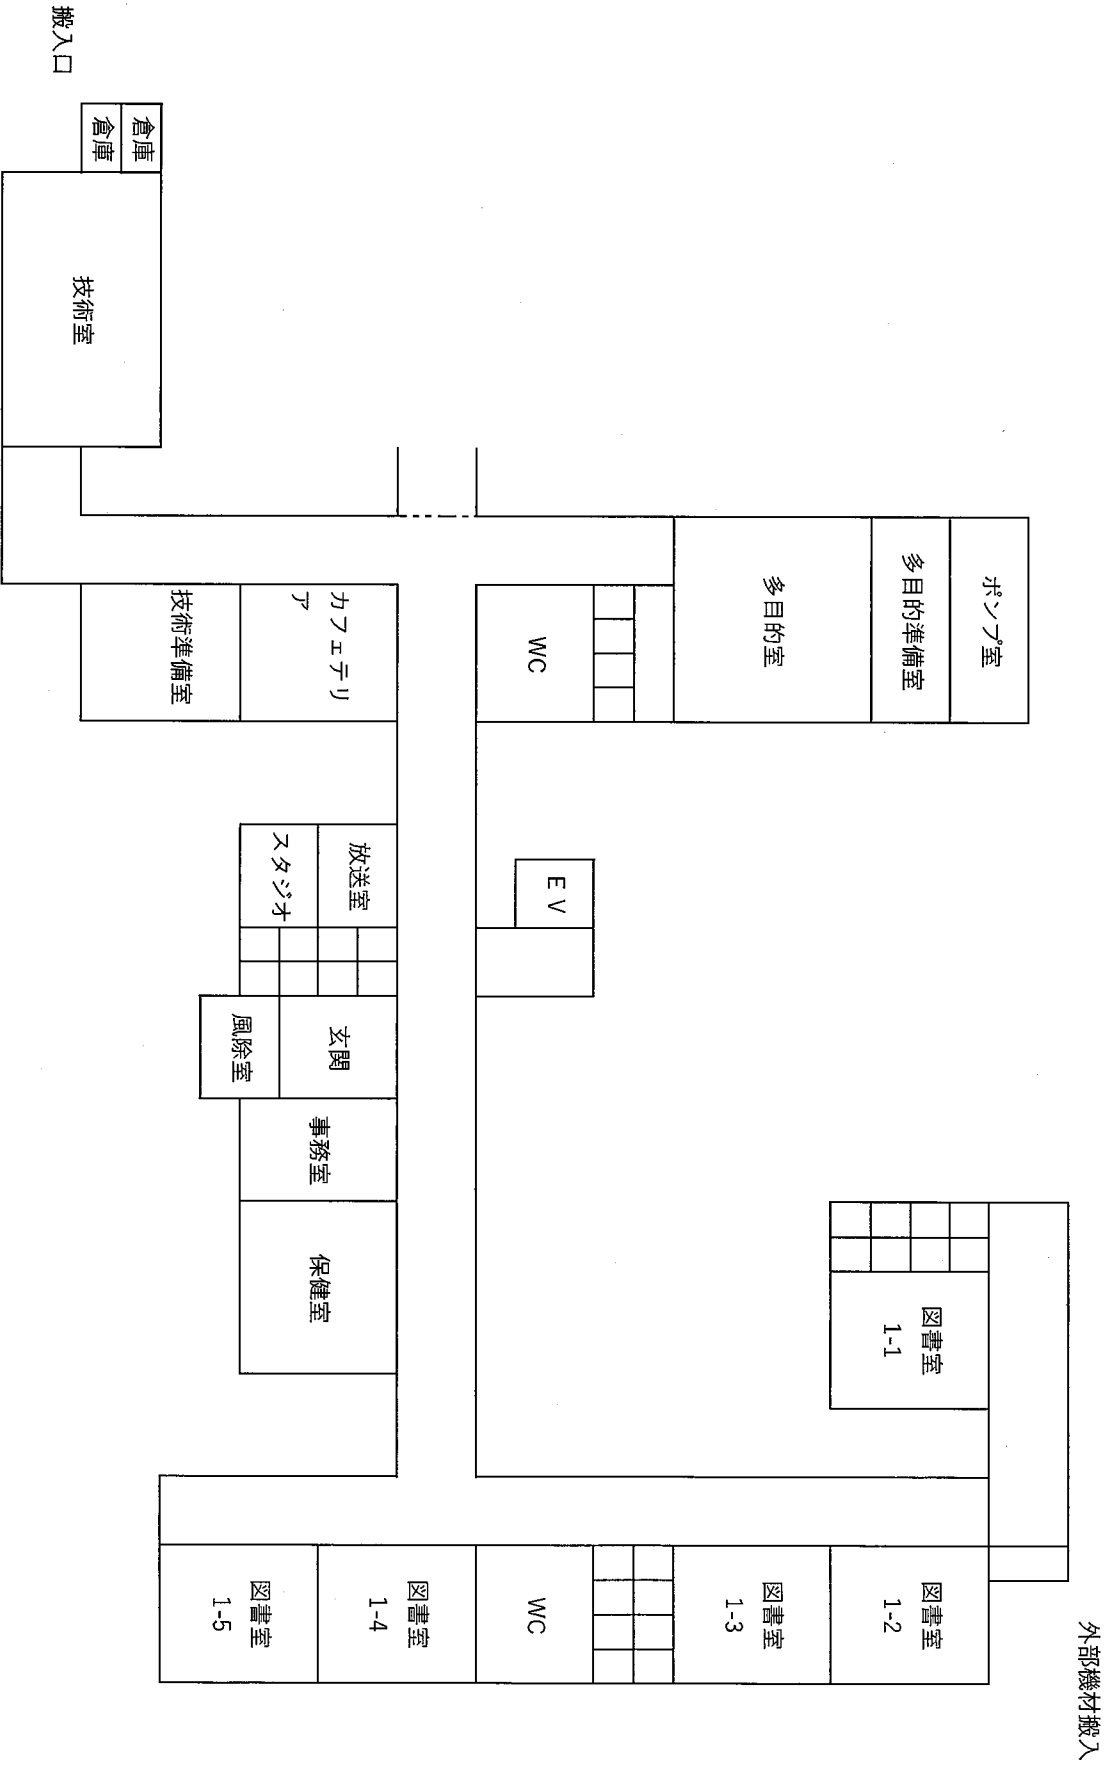 搬入口
倉庫
倉庫
技術室
ポンプ室
多目的準備室
多目的室
WC
カフェテリ
ア
技術準備室
EV
放送室
スタジオ
玄関
風除室
事務室
保健室
図書室
1-1
図書室
1-2
図書室
1-3
WC
図書室
1-4
図書室
1-5
外部機材搬入